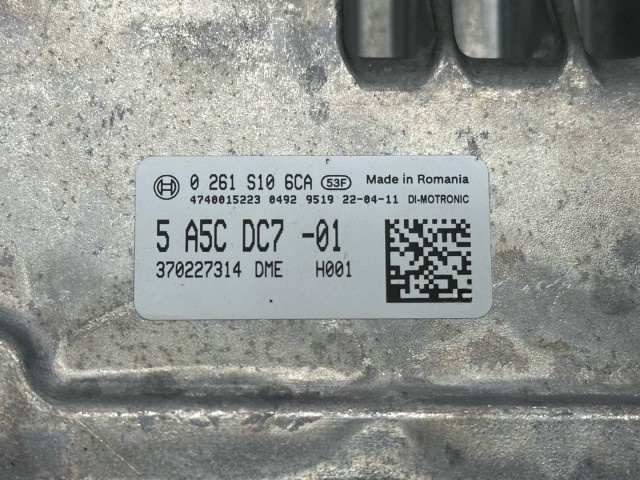 0 261 S10 6CA 53F Made in Romania
4740015223 0492 9519 22-04-11 DI-MOTRONIC
5 A5C DC7 -01
370227314 DME H001